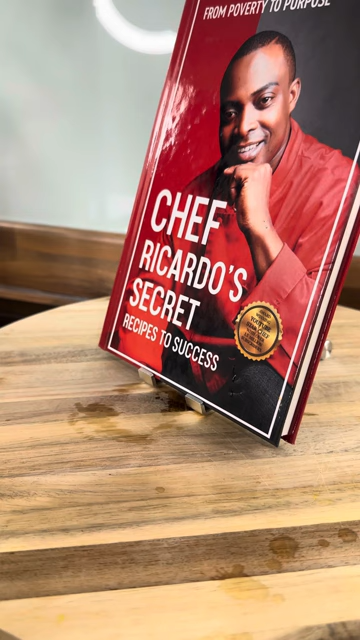 FROM POVERTY TO PURPOSE
CHEF
RICARDO'S
SECRET
RECIPES TO SUCCESS